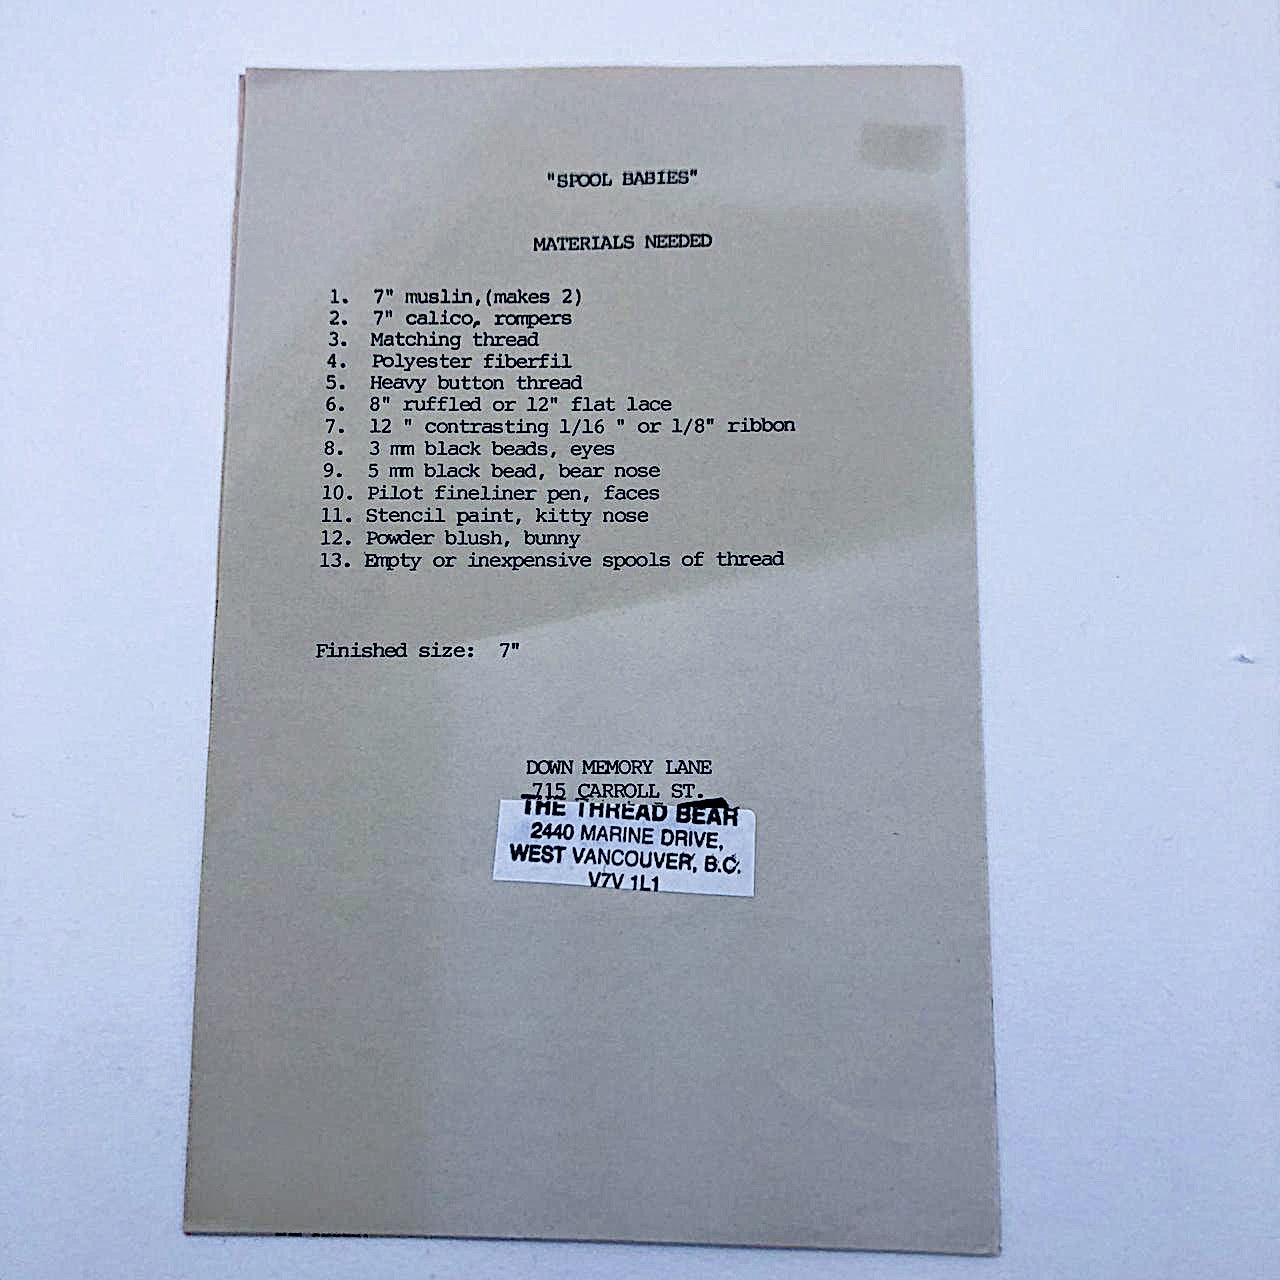 "SPOOL BABIES"
MATERIALS NEEDED
1. 7" muslin,(makes 2)
2. 7" calico, rompers
3. Matching thread
4. Polyester fiberfil
5. Heavy button thread
6. 8" ruffled or 12" flat lace
7. 12 " contrasting 1/16 " or 1/8" ribbon
8. 3 mm black beads, eyes
9. 5 mm black bead, bear nose
10. Pilot fineliner pen, faces
11. Stencil paint, kitty nose
12. Powder blush, bunny
13. Empty or inexpensive spools of thread
Finished size: 7"
DOWN MEMORY LANE
715 CARROLL ST.
THE THREAD BEAR
2440 MARINE DRIVE,
WEST VANCOUVER, B.C.
V7V 1L1